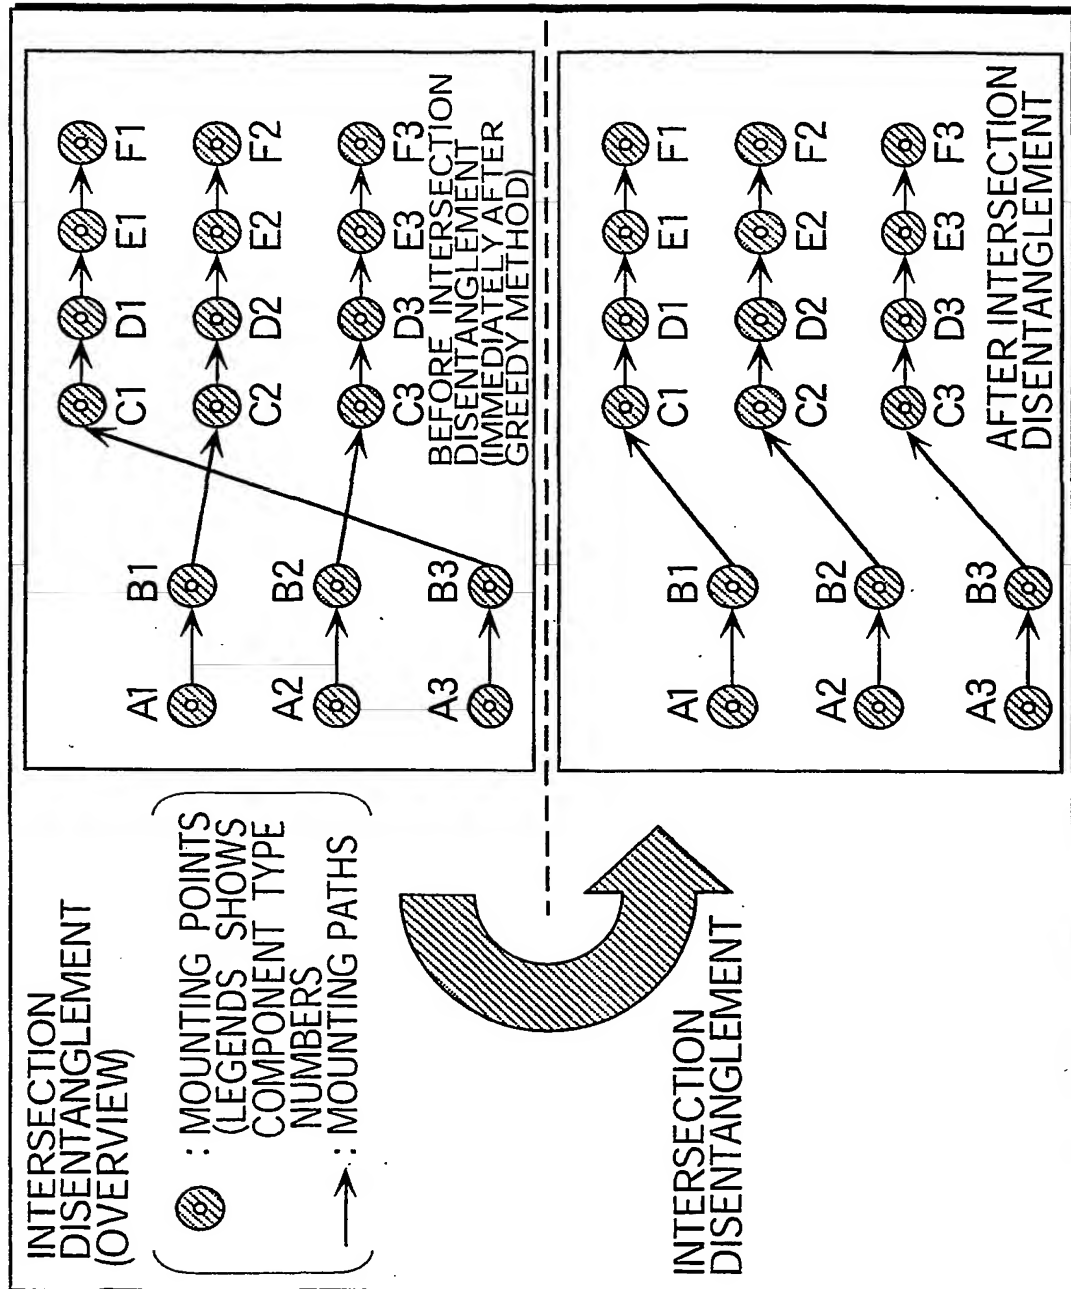 INTERSECTION
DISENTANGLEMENT
(OVERVIEW)
: MOUNTING POINTS
(LEGENDS SHOWS
COMPONENT TYPE
NUMBERS
: MOUNTING PATHS
INTERSECTION
DISENTANGLEMENT
A1 B1 C1 D1 E1 F1
A2 B2 C2 D2 E2 F2
A3 B3 C3 D3 E3 F3
BEFORE INTERSECTION
DISENTANGLEMENT
(IMMEDIATELY AFTER
GREEDY METHOD)
A1 B1 C1 D1 E1 F1
A2 B2 C2 D2 E2 F2
A3 B3 C3 D3 E3 F3
AFTER INTERSECTION
DISENTANGLEMENT